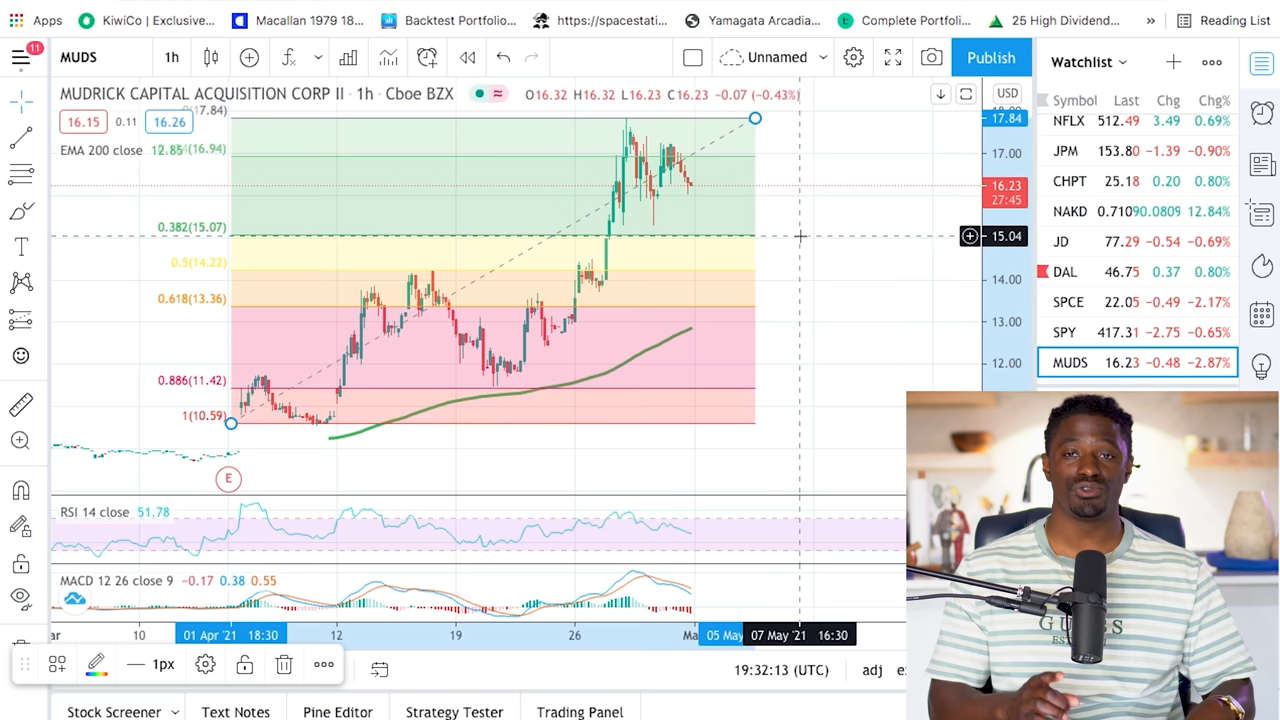 Apps
KiwiCo | Exclusive...
Macallan 1979 18...
Backtest Portfolio...
https://spacestati...
Yamagata Arcadia...
Complete Portfoli...
25 High Dividend...
»
Reading List
11
MUDS
1h
Unnamed
Publish
Watchlist
MUDRICK CAPITAL ACQUISITION CORP II · 1h · Cboe BZX
O16.32 H16.32 L16.23 C16.23 −0.07 (−0.43%)
USD
Symbol Last Chg Chg%
16.15 0.11 16.26
EMA 200 close 12.85
17.84
17.00
16.23
27:45
15.04
14.00
13.00
12.00
0.382(15.07)
0.5(14.22)
0.618(13.36)
0.886(11.42)
1(10.59)
NFLX 512.49 3.49 0.69%
JPM 153.80 −1.39 −0.90%
CHPT 25.18 0.20 0.80%
NAKD 0.7109 0.0809 12.84%
JD 77.29 −0.54 −0.69%
DAL 46.75 0.37 0.80%
SPCE 22.05 −0.49 −2.17%
SPY 417.31 −2.75 −0.65%
MUDS 16.23 −0.48 −2.87%
E
RSI 14 close 51.78
MACD 12 26 close 9 −0.17 0.38 0.55
ar
10
01 Apr '21 18:30
12
19
26
Ma
05 May
07 May '21 16:30
1px
19:32:13 (UTC)
adj
Stock Screener
Text Notes
Pine Editor
Strategy Tester
Trading Panel